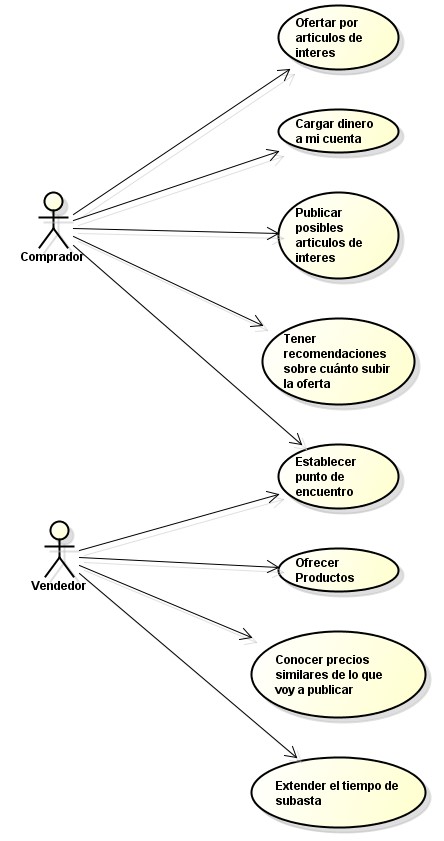 Ofertar por
articulos de
interes
Cargar dinero
a mi cuenta
Publicar
posibles
articulos de
interes
Comprador
Tener
recomendaciones
sobre cuánto subir
la oferta
Establecer
punto de
encuentro
Vendedor
Ofrecer
Productos
Conocer precios
similares de lo que
voy a publicar
Extender el tiempo de
subasta